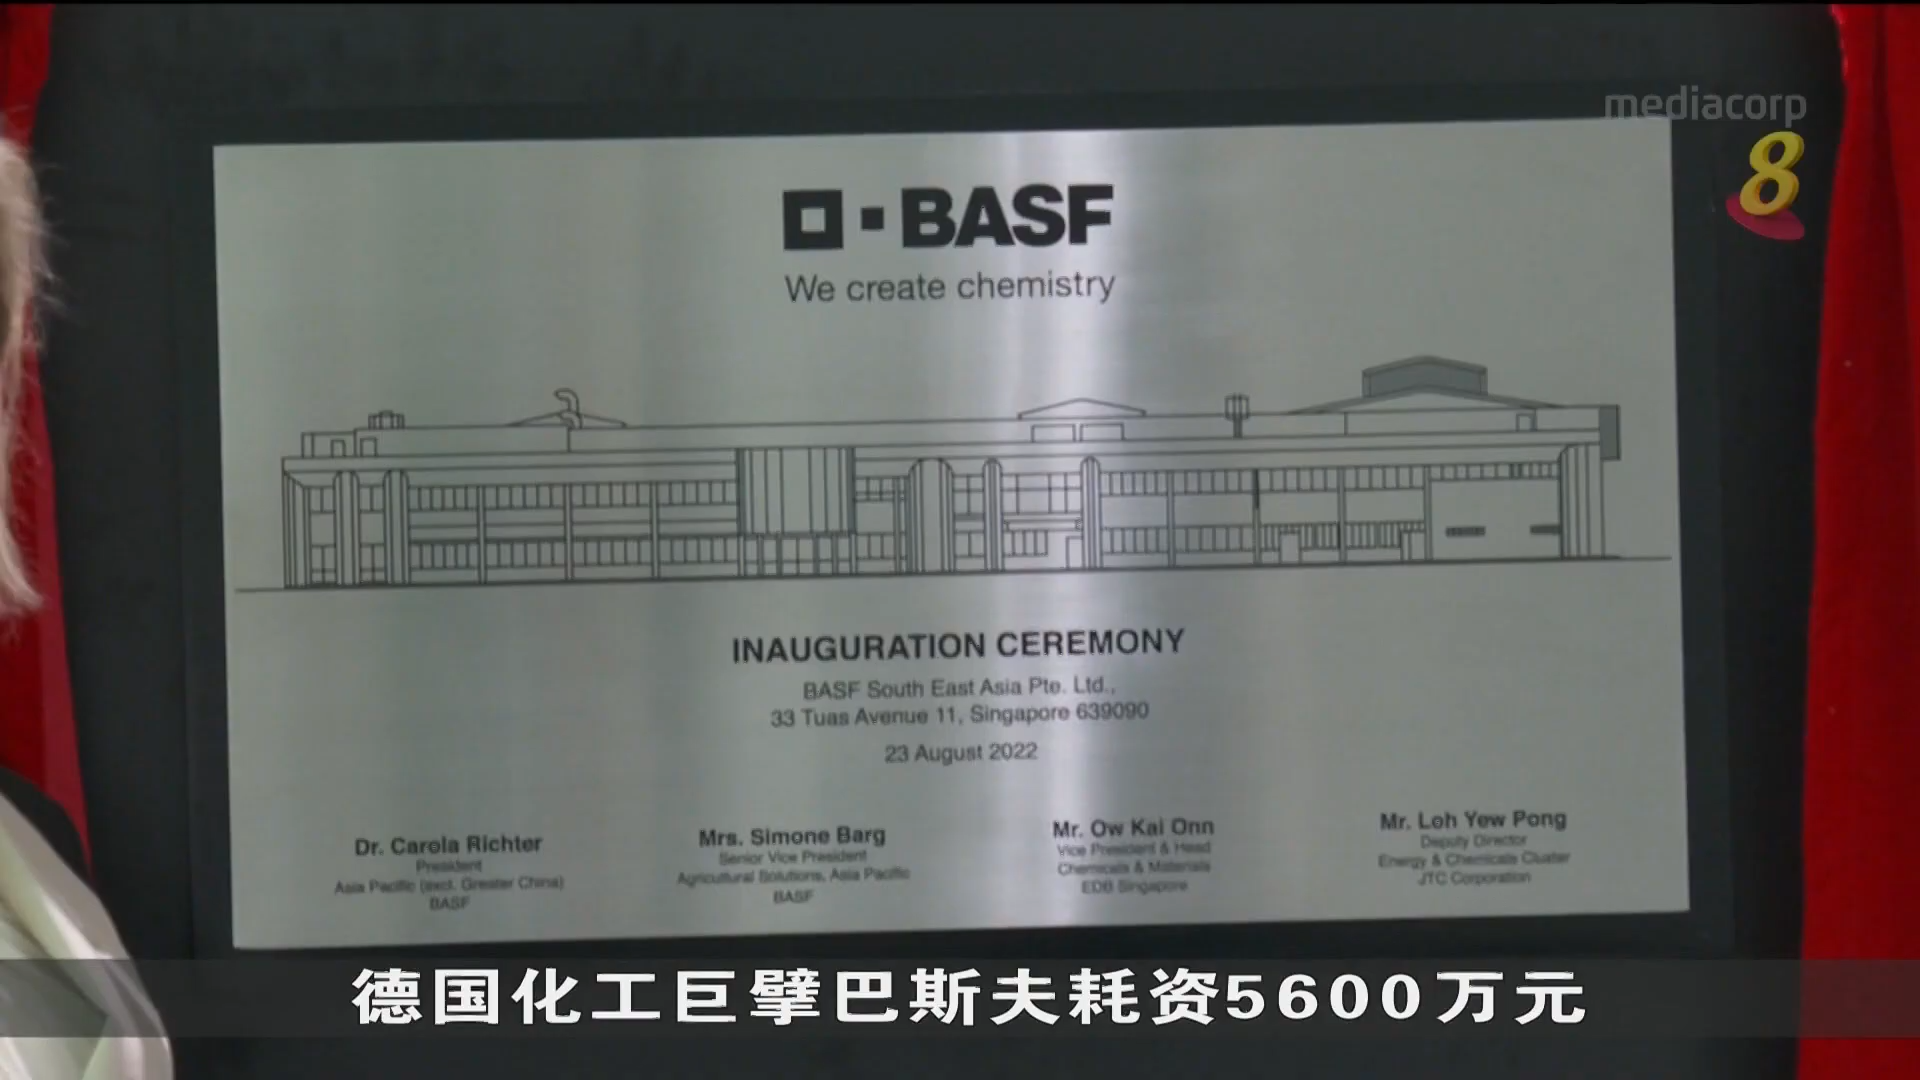 mediacorp
8
BASF
We create chemistry
INAUGURATION CEREMONY
BASF South East Asia Pte. Ltd.,
33 Tuas Avenue 11, Singapore 639090
23 August 2022
Dr. Carola Richter
President
Asia Pacific (excl. Greater China)
BASF
Mrs. Simone Barg
Senior Vice President
Agricultural Solutions, Asia Pacific
BASF
Mr. Ow Kai Onn
Vice President & Head
Chemicals & Materials
EDB Singapore
Mr. Loh Yew Pong
Deputy Director
Energy & Chemicals Cluster
JTC Corporation
德国化工巨擘巴斯夫耗资5600万元